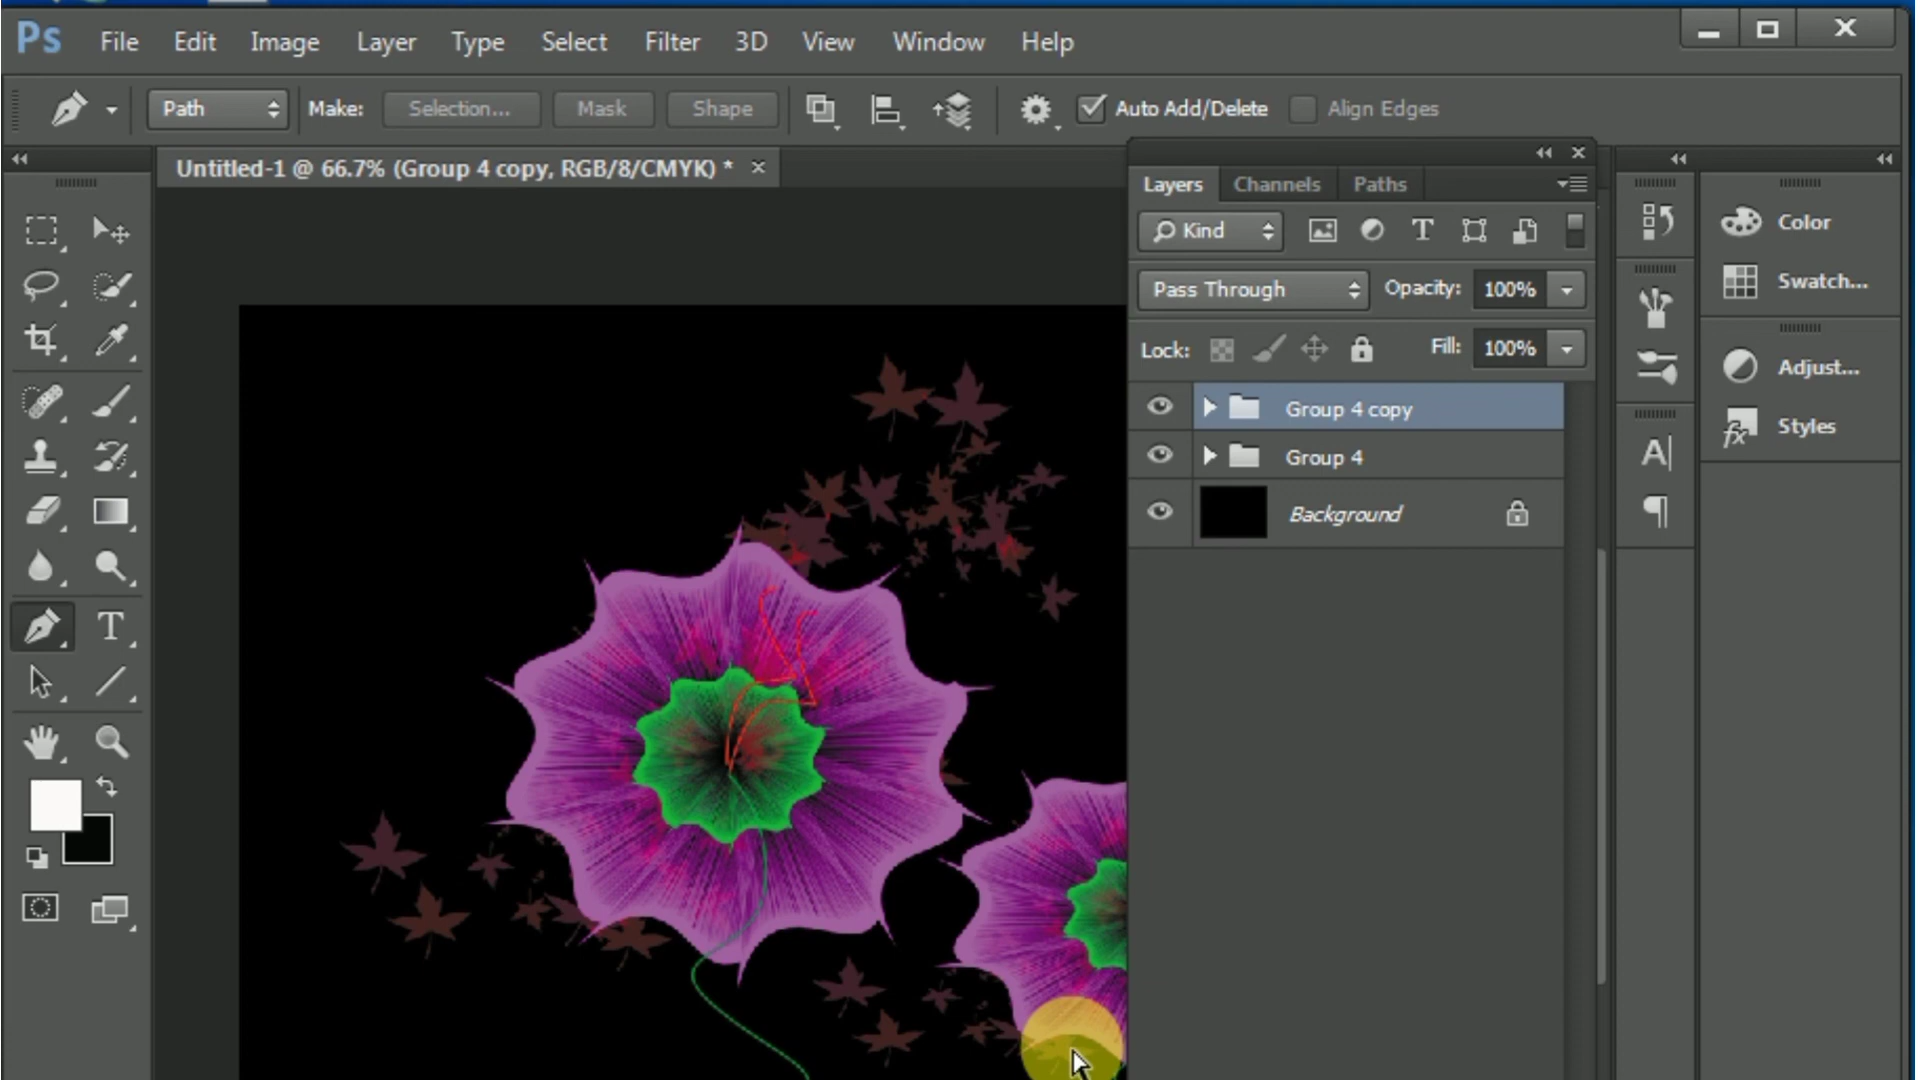 Ps File Edit Image Layer Type Select Filter 3D View Window Help
Path Make: Selection... Mask Shape Auto Add/Delete Align Edges
Untitled-1 @ 66.7% (Group 4 copy, RGB/8/CMYK) *
Layers Channels Paths
Kind T
Pass Through Opacity: 100%
Lock: Fill: 100%
Group 4 copy
Group 4
Background
Color
Swatch...
Adjust...
fx Styles
A
T